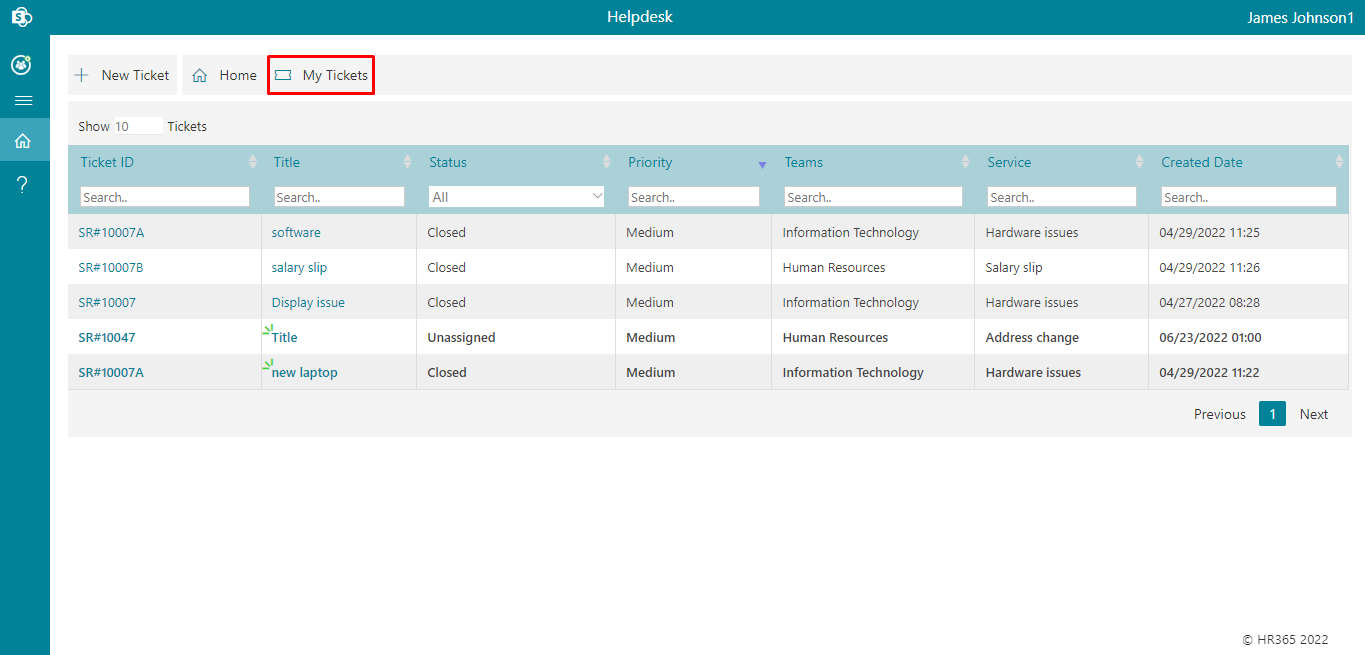 Helpdesk
James Johnson1
New Ticket Home My Tickets
Show 10 Tickets
Ticket ID Title Status Priority Teams Service Created Date
Search.. Search.. All Search.. Search.. Search.. Search..
SR#10007A software Closed Medium Information Technology Hardware issues 04/29/2022 11:25
SR#10007B salary slip Closed Medium Human Resources Salary slip 04/29/2022 11:26
SR#10007 Display issue Closed Medium Information Technology Hardware issues 04/27/2022 08:28
SR#10047 Title Unassigned Medium Human Resources Address change 06/23/2022 01:00
SR#10007A new laptop Closed Medium Information Technology Hardware issues 04/29/2022 11:22
Previous 1 Next
© HR365 2022